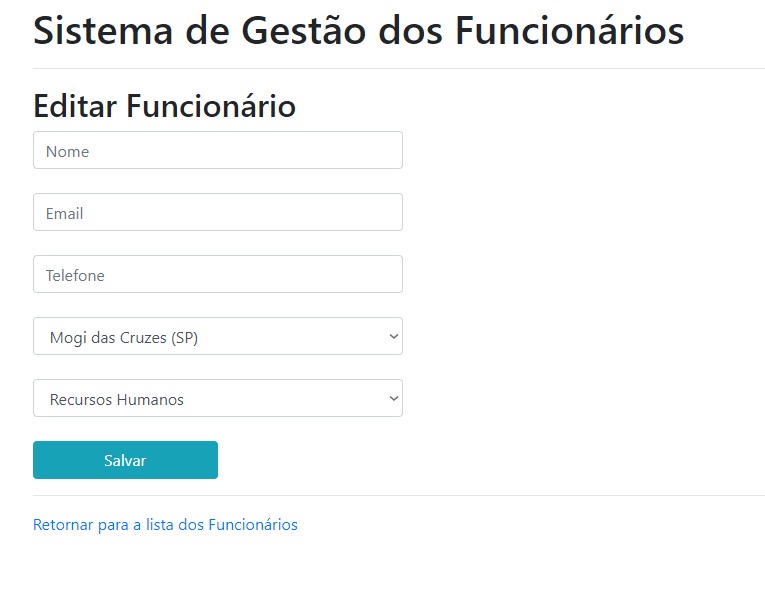 Sistema de Gestão dos Funcionários
Editar Funcionário
Nome
Email
Telefone
Mogi das Cruzes (SP)
Recursos Humanos
Salvar
Retornar para a lista dos Funcionários